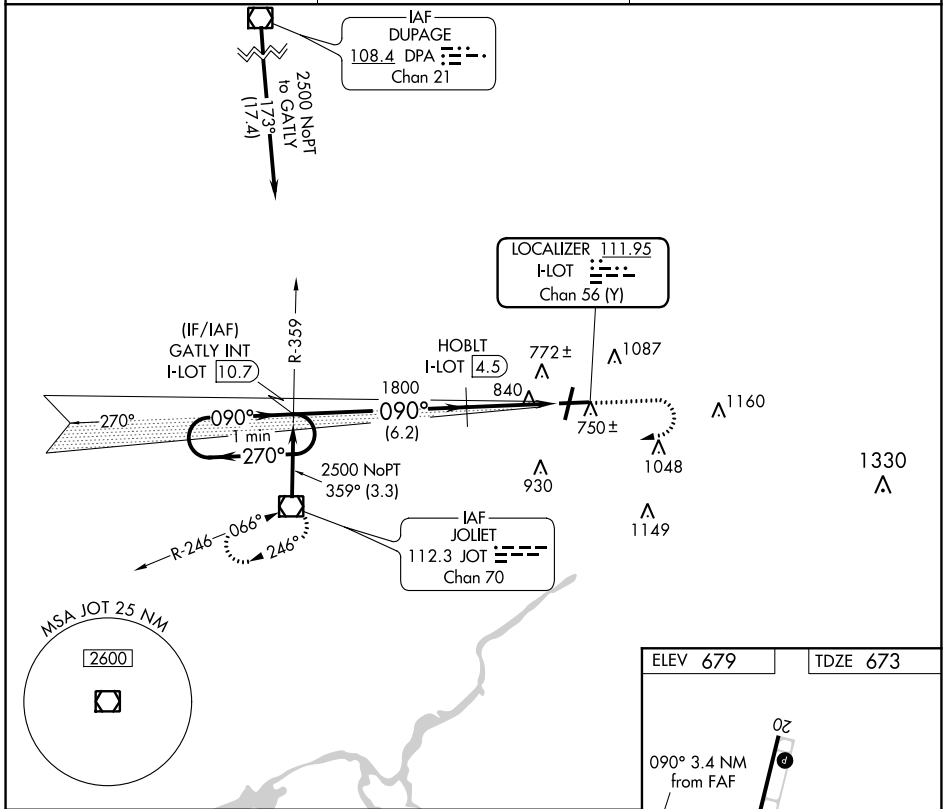 IAF
DUPAGE
108.4 DPA
Chan 21
2500 NoPT
to GATLY
173°
(17.4)
LOCALIZER 111.95
I-LOT
Chan 56 (Y)
(IF/IAF)
GATLY INT
I-LOT 10.7
R-359
HOBLT
I-LOT 4.5
772 ±
1087
1800
840
270°
090°
090°
1 min
(6.2)
270°
750 ±
1160
1048
2500 NoPT
359° (3.3)
930
1330
1149
IAF
JOLIET
112.3 JOT
Chan 70
R-246
066°
246°
MSA JOT 25 NM
2600
ELEV 679
TDZE 673
20
P
090° 3.4 NM
from FAF